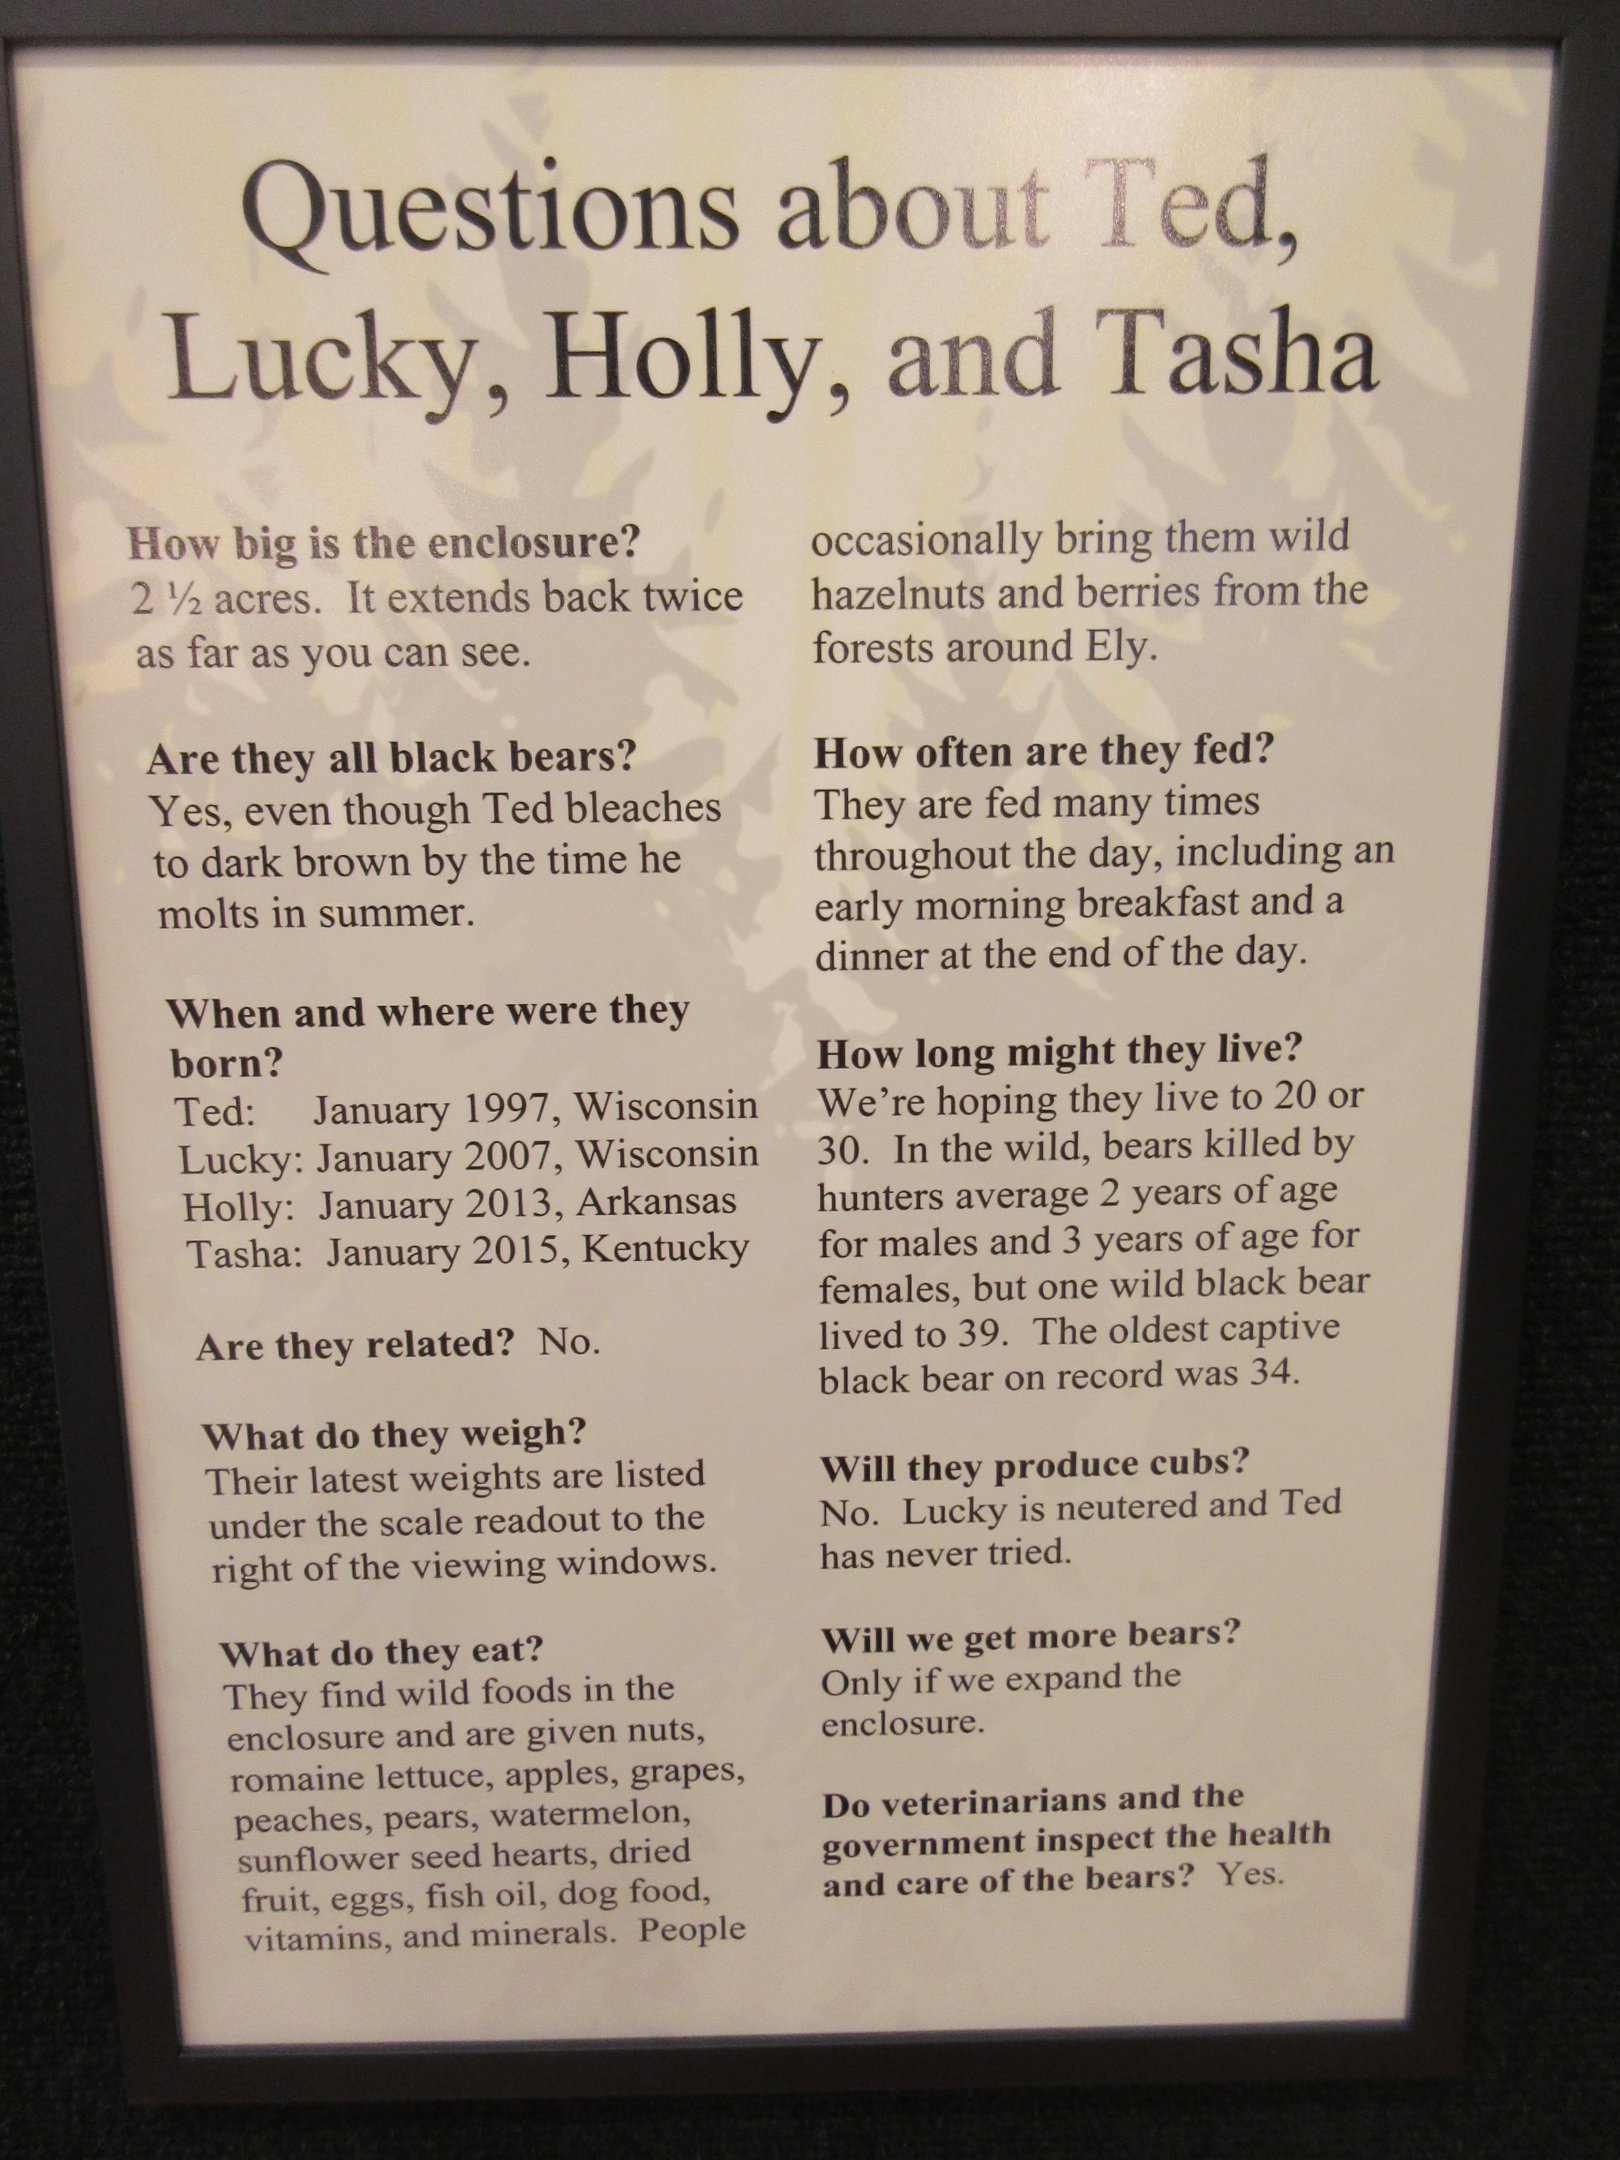 Questions about Ted,
Lucky, Holly, and Tasha
How big is the enclosure?
2 ½ acres. It extends back twice
as far as you can see.
Are they all black bears?
Yes, even though Ted bleaches
to dark brown by the time he
molts in summer.
When and where were they
born?
Ted: January 1997, Wisconsin
Lucky: January 2007, Wisconsin
Holly: January 2013, Arkansas
Tasha: January 2015, Kentucky
Are they related? No.
What do they weigh?
Their latest weights are listed
under the scale readout to the
right of the viewing windows.
What do they eat?
They find wild foods in the
enclosure and are given nuts,
romaine lettuce, apples, grapes,
peaches, pears, watermelon,
sunflower seed hearts, dried
fruit, eggs, fish oil, dog food,
vitamins, and minerals. People
occasionally bring them wild
hazelnuts and berries from the
forests around Ely.
How often are they fed?
They are fed many times
throughout the day, including an
early morning breakfast and a
dinner at the end of the day.
How long might they live?
We're hoping they live to 20 or
30. In the wild, bears killed by
hunters average 2 years of age
for males and 3 years of age for
females, but one wild black bear
lived to 39. The oldest captive
black bear on record was 34.
Will they produce cubs?
No. Lucky is neutered and Ted
has never tried.
Will we get more bears?
Only if we expand the
enclosure.
Do veterinarians and the
government inspect the health
and care of the bears? Yes.